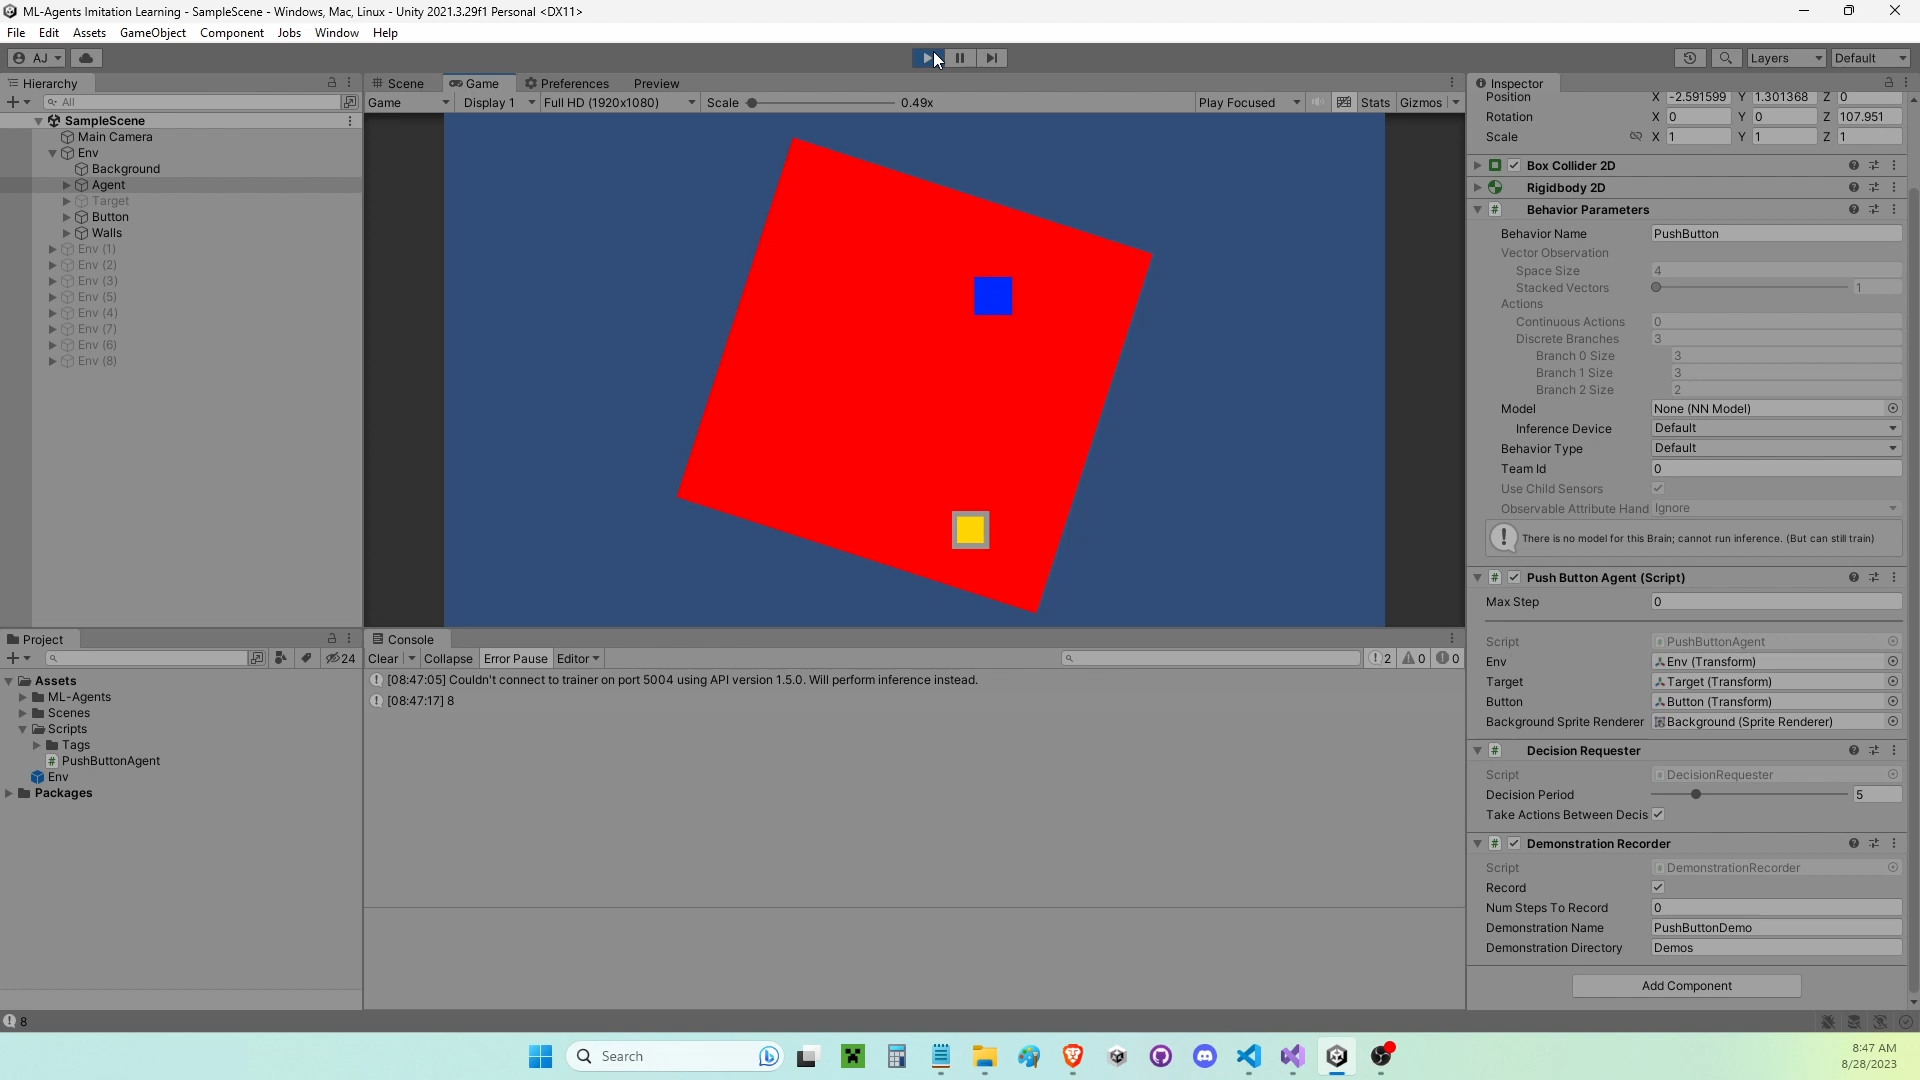 ML-Agents Imitation Learning - SampleScene - Windows, Mac, Linux - Unity 2021.3.29f1 Personal <DX11>
File Edit Assets GameObject Component Jobs Window Help
AJ Layers Default
Hierarchy
All
SampleScene
Main Camera
Env
Background
Agent
Target
Button
Walls
Env (1)
Env (2)
Env (3)
Env (5)
Env (4)
Env (7)
Env (6)
Env (8)
Scene Game Preferences Preview
Game Display 1 Full HD (1920x1080) Scale 0.49x Play Focused Stats Gizmos
Project
24
Assets
ML-Agents
Scenes
Scripts
Tags
PushButtonAgent
Env
Packages
Console
Clear Collapse Error Pause Editor 2 0 0
[08:47:05] Couldn't connect to trainer on port 5004 using API version 1.5.0. Will perform inference instead.
[08:47:17] 8
Inspector
Position X -2.591599 Y 1.301368 Z 0
Rotation X 0 Y 0 Z 107.951
Scale X 1 Y 1 Z 1
Box Collider 2D
Rigidbody 2D
Behavior Parameters
Behavior Name PushButton
Vector Observation
Space Size 4
Stacked Vectors 1
Actions
Continuous Actions 0
Discrete Branches 3
Branch 0 Size 3
Branch 1 Size 3
Branch 2 Size 2
Model None (NN Model)
Inference Device Default
Behavior Type Default
Team Id 0
Use Child Sensors
Observable Attribute Hand Ignore
There is no model for this Brain; cannot run inference. (But can still train)
Push Button Agent (Script)
Max Step 0
Script PushButtonAgent
Env Env (Transform)
Target Target (Transform)
Button Button (Transform)
Background Sprite Renderer Background (Sprite Renderer)
Decision Requester
Script DecisionRequester
Decision Period 5
Take Actions Between Decis
Demonstration Recorder
Script DemonstrationRecorder
Record
Num Steps To Record 0
Demonstration Name PushButtonDemo
Demonstration Directory Demos
Add Component
8
Search
8:47 AM
8/28/2023